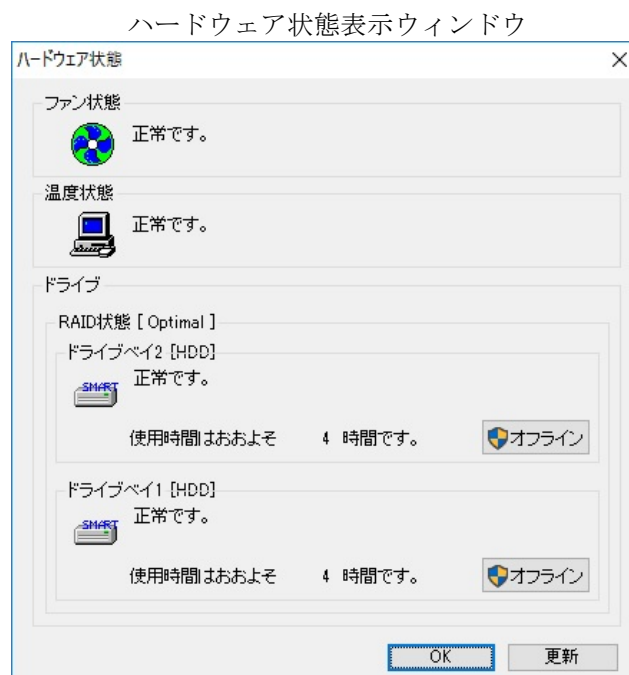 ハードウェア状態表示ウィンドウ
ハードウェア状態
ファン状態
正常です。
温度状態
正常です。
ドライブ
RAID状態 [ Optimal ]
ドライブベイ2 [HDD]
SMART
正常です。
使用時間はおおよそ 4 時間です。 オフライン
ドライブベイ1 [HDD]
SMART
正常です。
使用時間はおおよそ 4 時間です。 オフライン
OK 更新